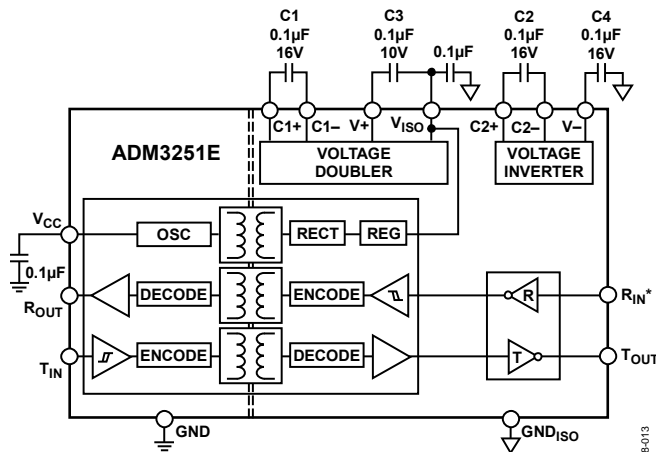 C1 C3 C2 C4
0.1µF 0.1µF 0.1µF 0.1µF
16V 10V 0.1µF 16V 16V
C1+ C1– V+ VISO C2+ C2– V–
ADM3251E
VOLTAGE
DOUBLER
VOLTAGE
INVERTER
VCC
OSC RECT REG
0.1µF
DECODE ENCODE R RIN*
ROUT
ENCODE DECODE T TOUT
TIN
GND GNDISO
8-013